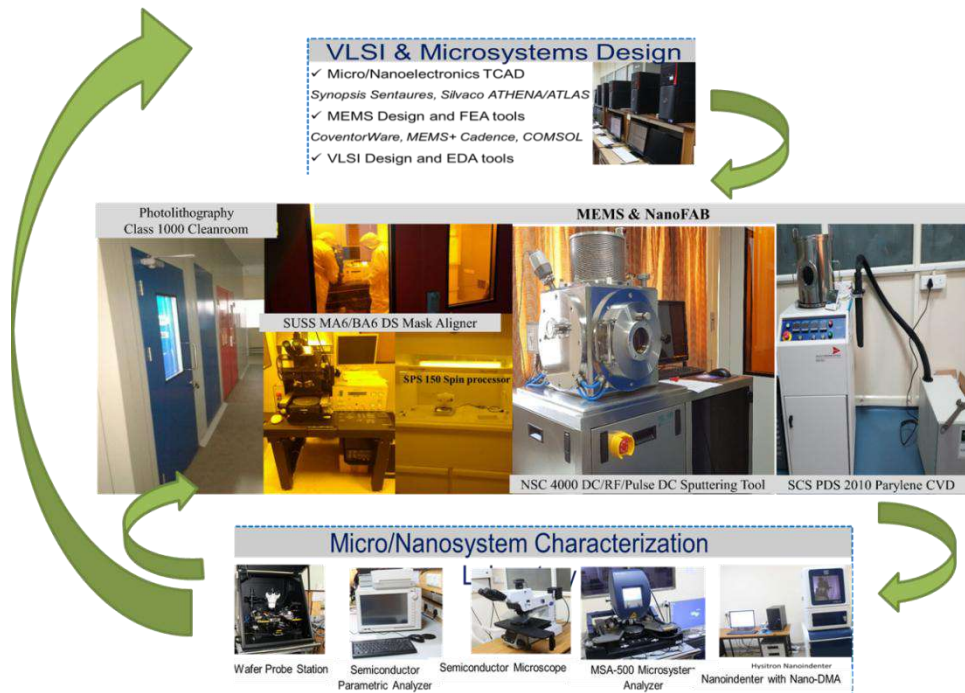 VLSI & Microsystems Design
✓ Micro/Nanoelectronics TCAD
Synopsis Sentaures, Silvaco ATHENA/ATLAS
✓ MEMS Design and FEA tools
CoventorWare, MEMS+ Cadence, COMSOL
✓ VLSI Design and EDA tools
Photolithography
Class 1000 Cleanroom
MEMS & NanoFAB
SUSS MA6/BA6 DS Mask Aligner
SPS 150 Spin processor
NSC 4000 DC/RF/Pulse DC Sputtering Tool
SCS PDS 2010 Parylene CVD
Micro/Nanosystem Characterization
Wafer Probe Station
Semiconductor
Parametric Analyzer
Semiconductor Microscope
MSA-500 Microsystem
Analyzer
Hysitron Nanoindenter
Nanoindenter with Nano-DMA